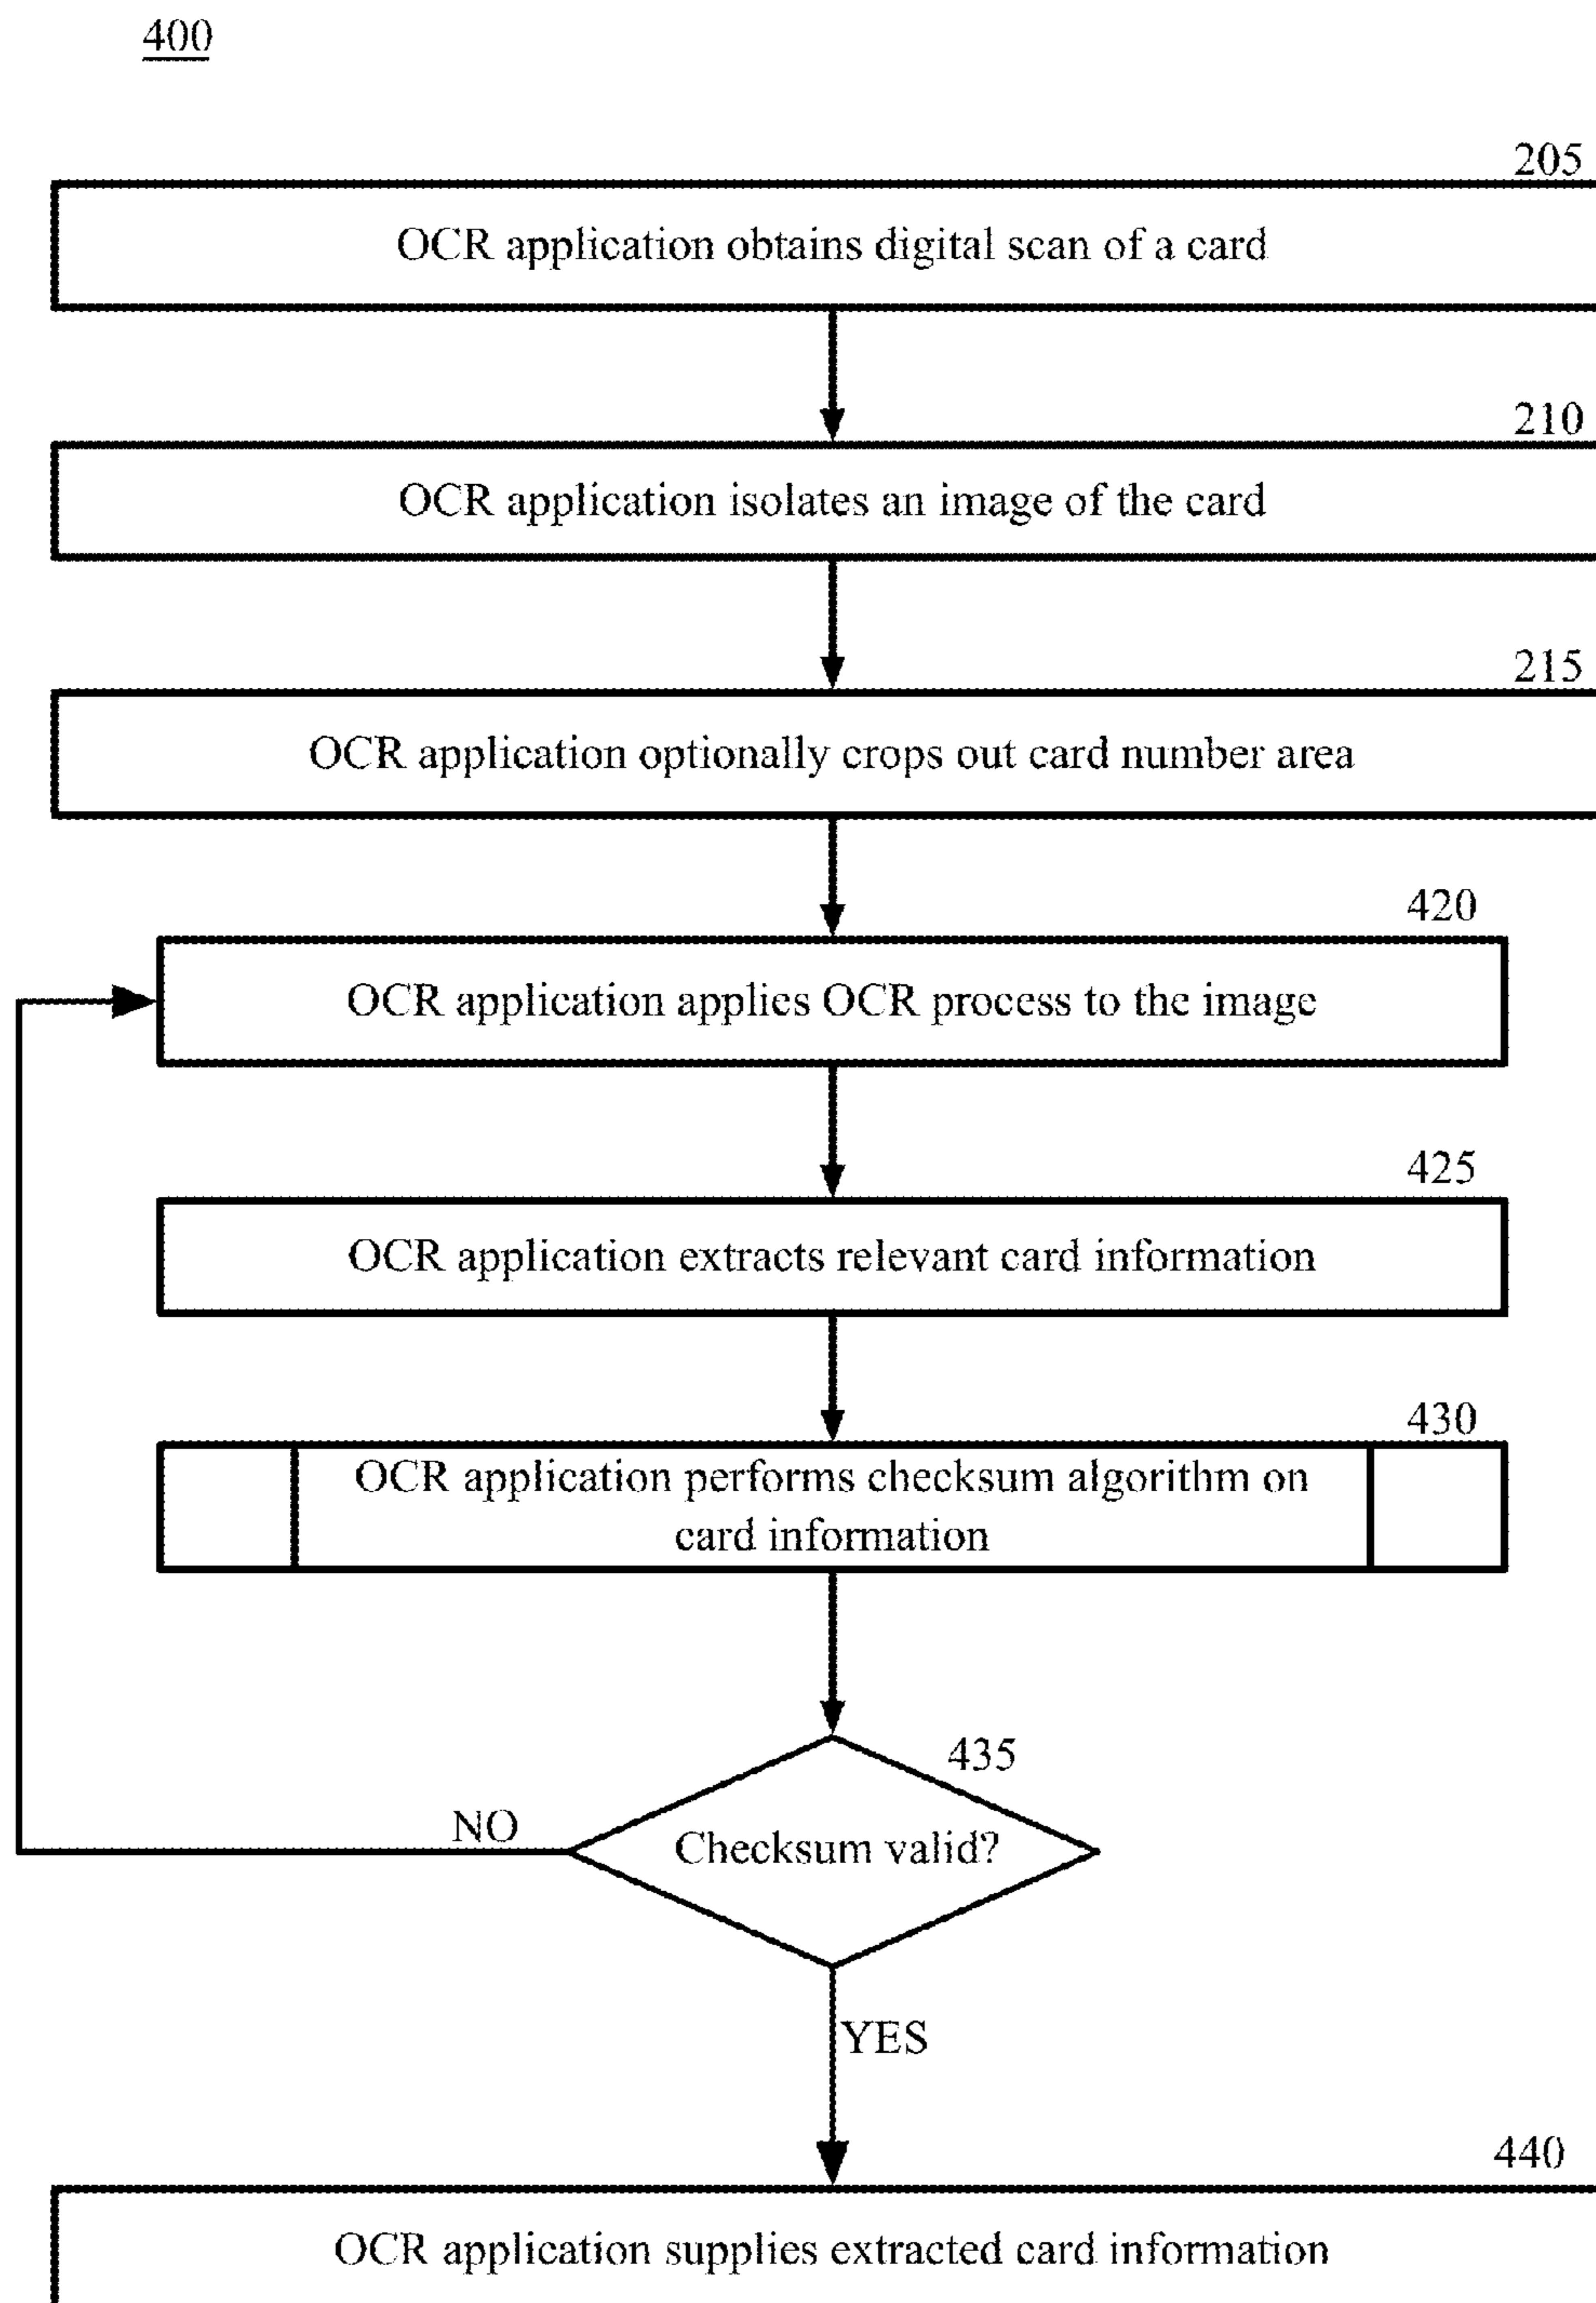 400
205
OCR application obtains digital scan of a card
210
OCR application isolates an image of the card
215
OCR application optionally crops out card number area
420
OCR application applies OCR process to the image
425
OCR application extracts relevant card information
430
OCR application performs checksum algorithm on
card information
435
NO
Checksum valid?
YES
440
OCR application supplies extracted card information